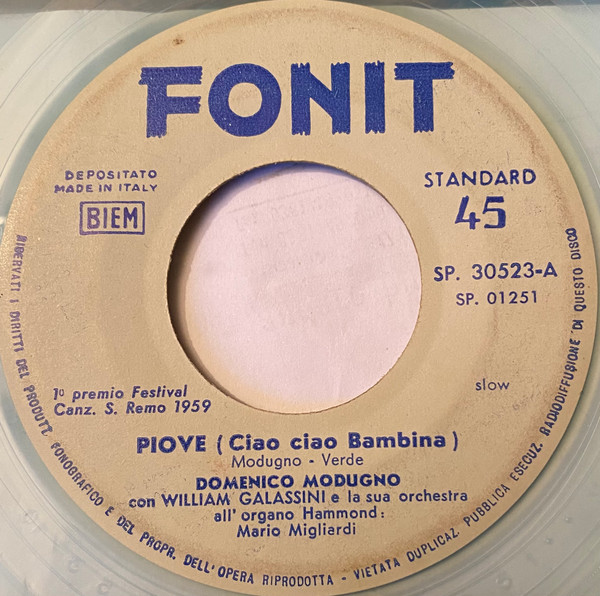 FONIT
DEPOSITATO
MADE IN ITALY
BIEM
STANDARD
45
SP. 30523-A
SP. 01251
1º premio Festival
Canz. S. Remo 1959
slow
PIOVE ( Ciao ciao Bambina )
Modugno - Verde
DOMENICO MODUGNO
con WILLIAM GALASSINI e la sua orchestra
all' organo Hammond:
Mario Migliardi
RISERVATI I DIRITTI DEL PRODUTT. FONOGRAFICO E DEL PROPR. DELL'OPERA RIPRODOTTA - VIETATA DUPLICAZ. PUBBLICA ESECUZ. RADIODIFFUSIONE DI QUESTO DISCO